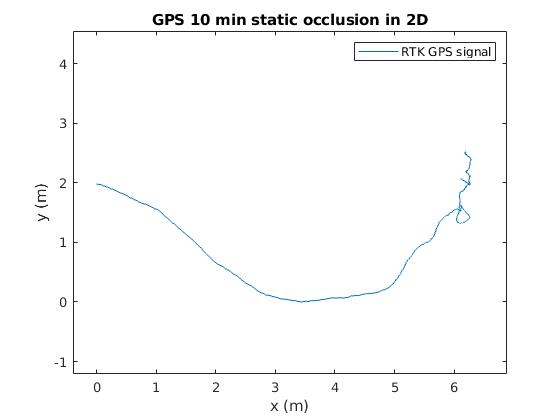 GPS 10 min static occlusion in 2D
RTK GPS signal
4
3
2
1
0
-1
y (m)
0 1 2 3 4 5 6
x (m)